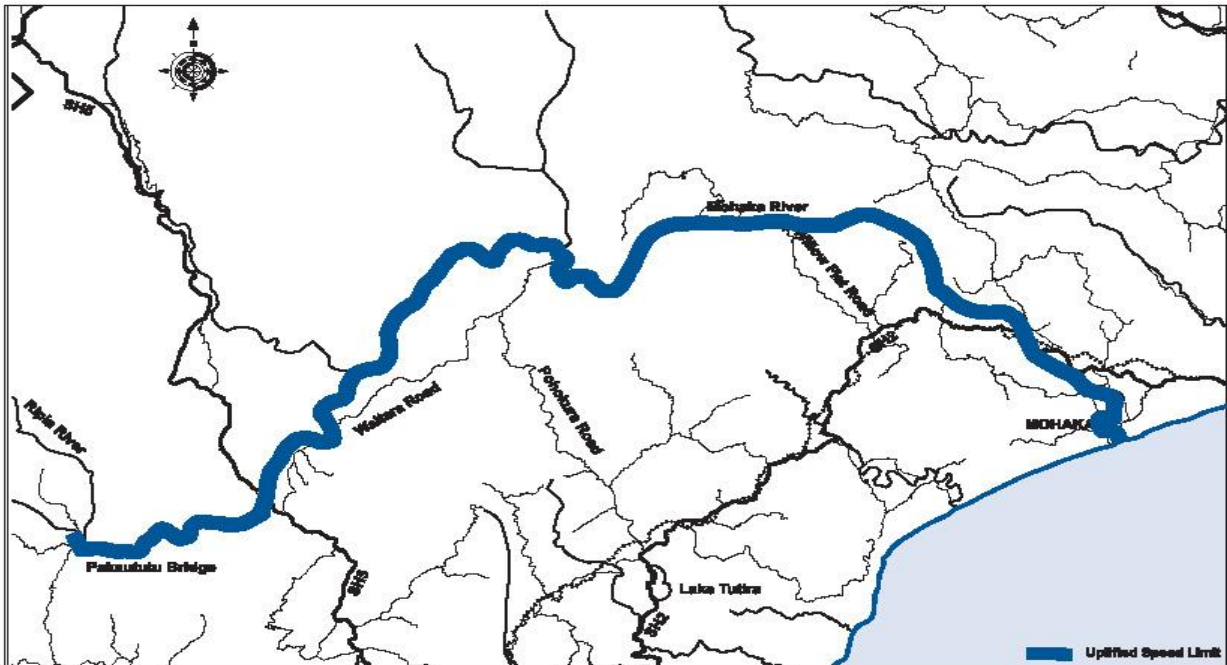 SH5
Mohaka River
Willow Flat Road
SH2
Pohokura Road
Waitara Road
Ripia River
MOHAKA
Pakaututu Bridge
SH5
Lake Tutira
SH2
Uplifted Speed Limit